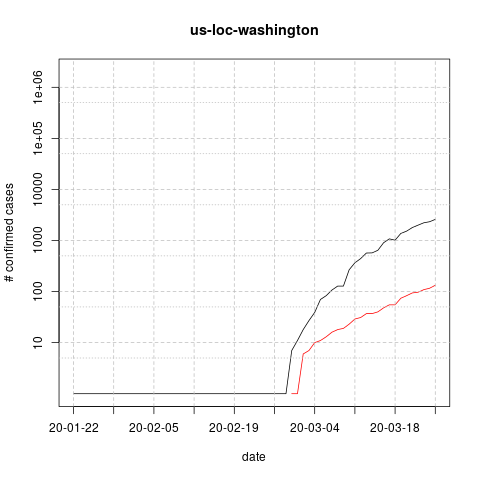 us-loc-washington
# confirmed cases
1e+06
1e+05
10000
1000
100
10
20-01-22
20-02-05
20-02-19
20-03-04
20-03-18
date